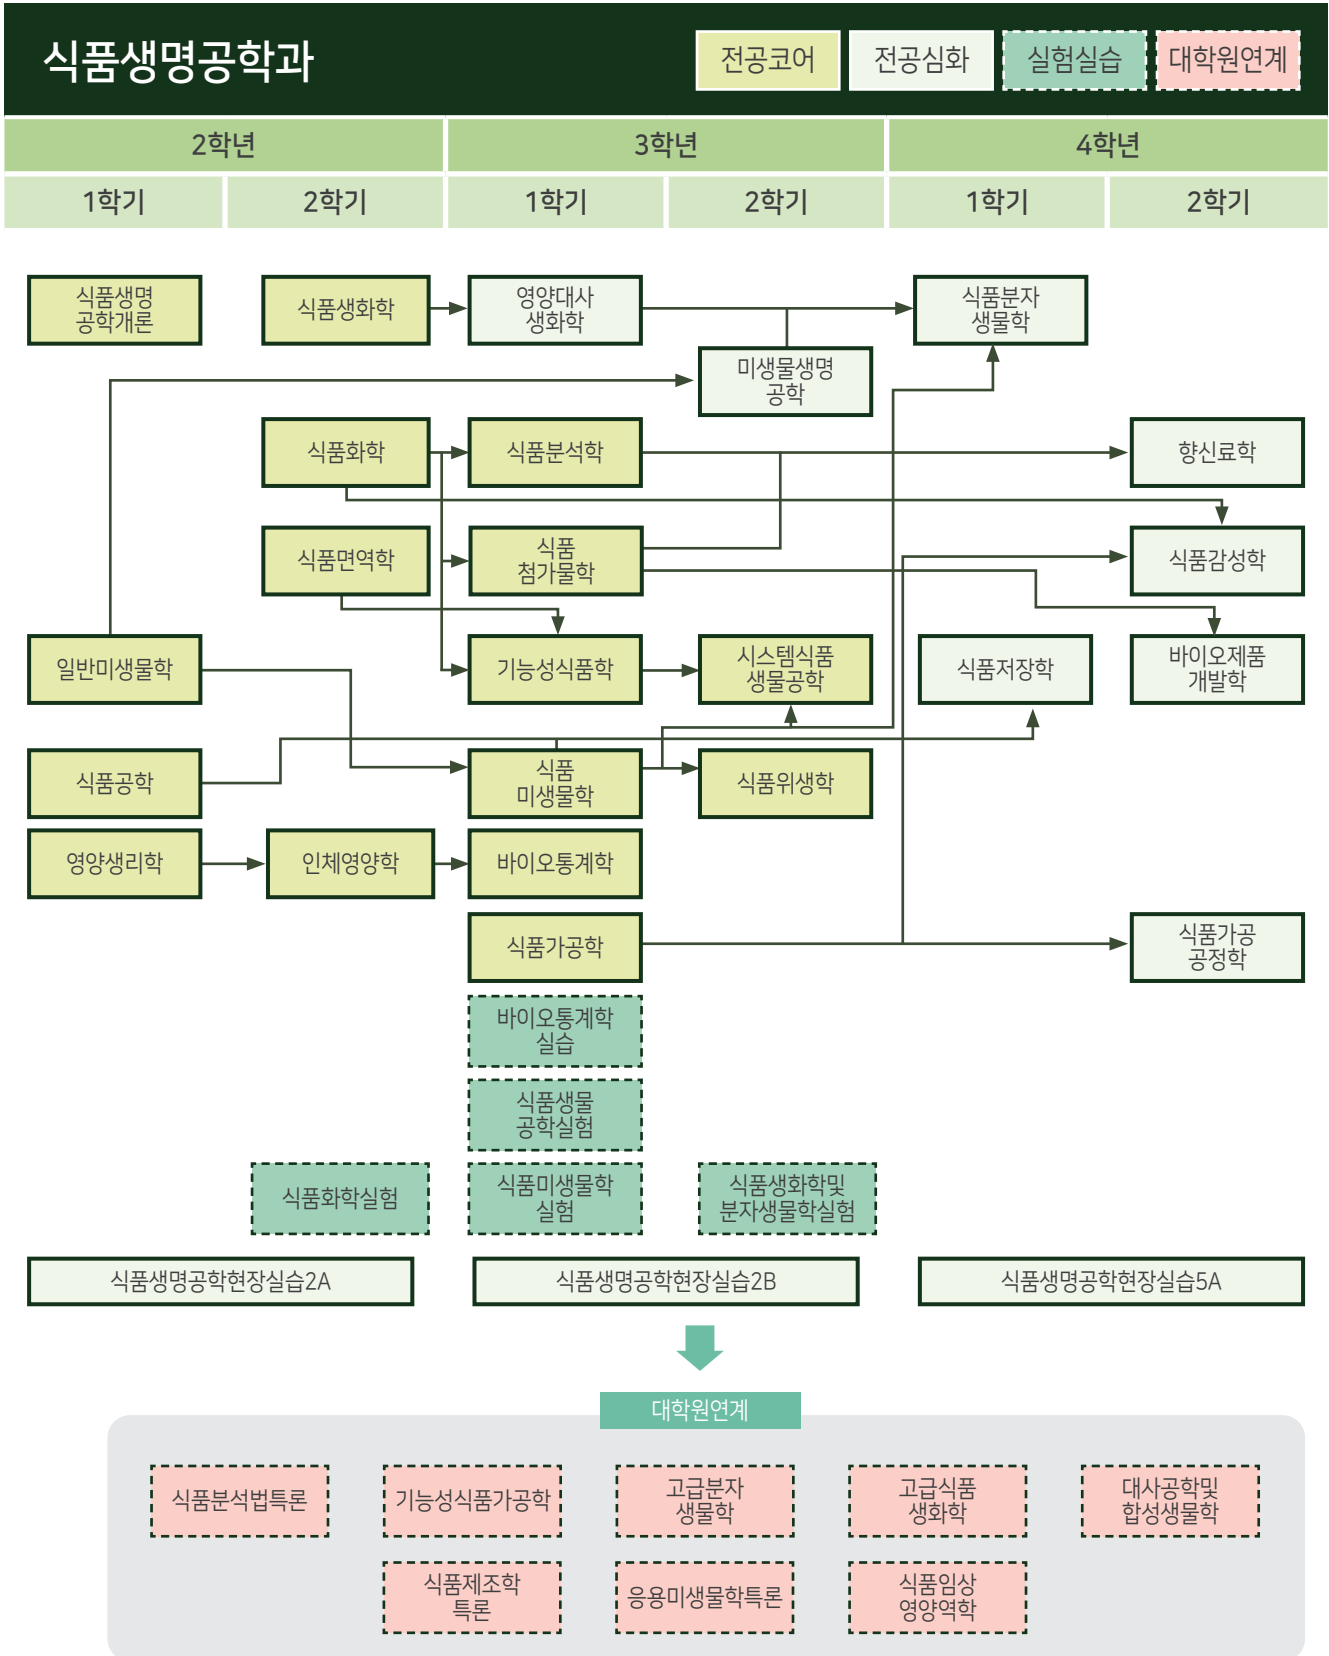 식품생명공학과
전공코어
전공심화
실험실습
대학원연계
2학년
3학년
4학년
1학기
2학기
1학기
2학기
1학기
2학기
식품생명
공학개론
식품생화학
영양대사
생화학
식품분자
생물학
미생물생명
공학
식품화학
식품분석학
향신료학
식품면역학
식품
첨가물학
식품감성학
일반미생물학
기능성식품학
시스템식품
생물공학
식품저장학
바이오제품
개발학
식품공학
식품
미생물학
식품위생학
영양생리학
인체영양학
바이오통계학
식품가공학
식품가공
공정학
바이오통계학
실습
식품생물
공학실험
식품화학실험
식품미생물학
실험
식품생화학및
분자생물학실험
식품생명공학현장실습2A
식품생명공학현장실습2B
식품생명공학현장실습5A
대학원연계
식품분석법특론
기능성식품가공학
고급분자
생물학
고급식품
생화학
대사공학및
합성생물학
식품제조학
특론
응용미생물학특론
식품임상
영양역학